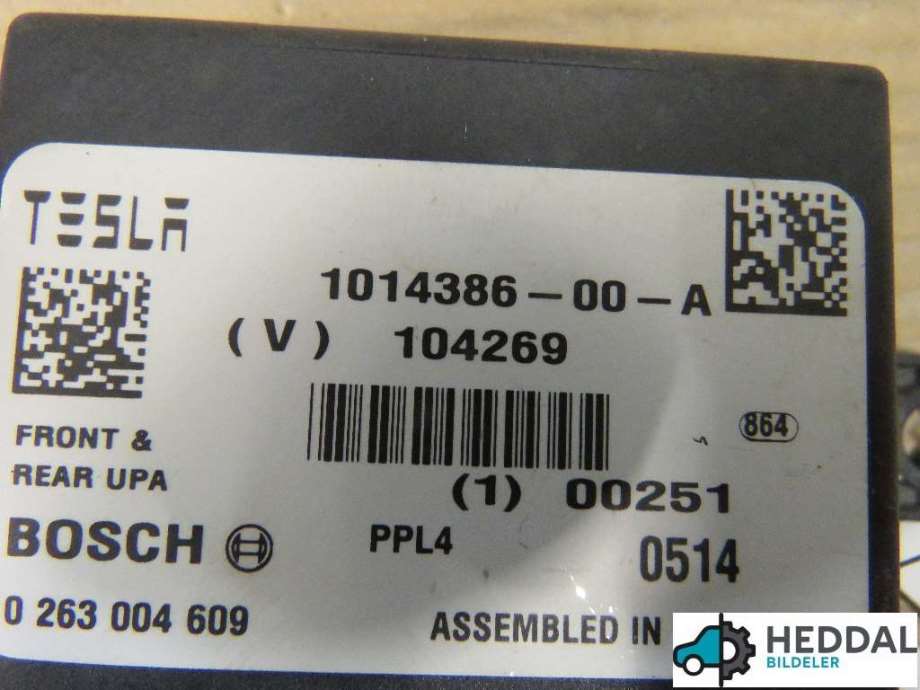 TESLA
1014386-00-A
(V) 104269
864
FRONT &
REAR UPA
(1) 00251
BOSCH
PPL4
0514
0 263 004 609
ASSEMBLED IN
HEDDAL
BILDELER